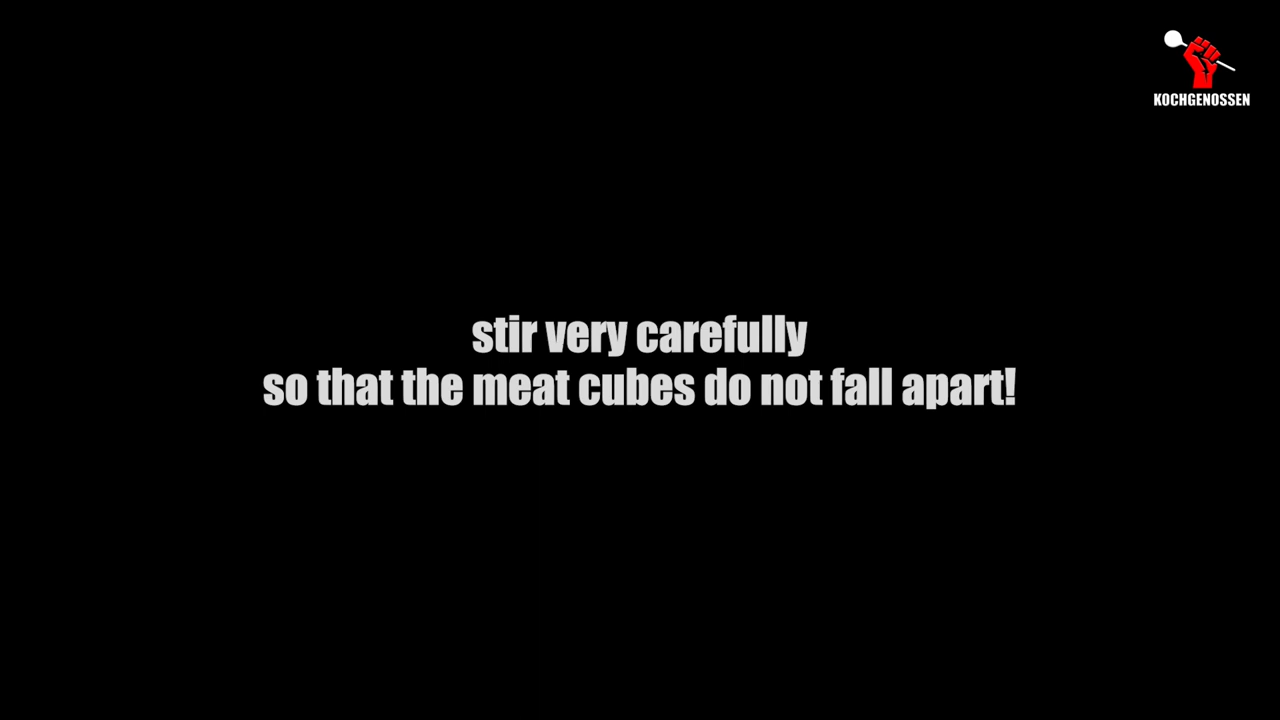 KOCHGENOSSEN
stir very carefully
so that the meat cubes do not fall apart!